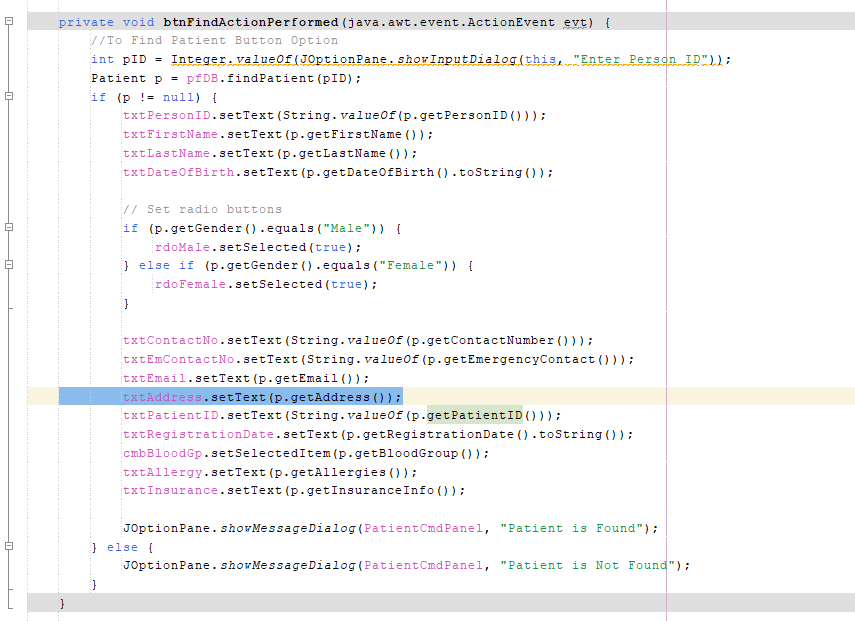 private void btnFindActionPerformed(java.awt.event.ActionEvent evt) {
//To Find Patient Button Option
int pID = Integer.valueOf(JOptionPane.showInputDialog(this, "Enter Person ID"));
Patient p = pfDB.findPatient(pID);
if (p != null) {
txtPersonID.setText(String.valueOf(p.getPersonID()));
txtFirstName.setText(p.getFirstName());
txtLastName.setText(p.getLastName());
txtDateOfBirth.setText(p.getDateOfBirth().toString());
// Set radio buttons
if (p.getGender().equals("Male")) {
rdoMale.setSelected(true);
} else if (p.getGender().equals("Female")) {
rdoFemale.setSelected(true);
}
txtContactNo.setText(String.valueOf(p.getContactNumber()));
txtEmContactNo.setText(String.valueOf(p.getEmergencyContact()));
txtEmail.setText(p.getEmail());
txtAddress.setText(p.getAddress());
txtPatientID.setText(String.valueOf(p.getPatientID()));
txtRegistrationDate.setText(p.getRegistrationDate().toString());
cmbBloodGp.setSelectedItem(p.getBloodGroup());
txtAllergy.setText(p.getAllergies());
txtInsurance.setText(p.getInsuranceInfo());
JOptionPane.showMessageDialog(PatientCmdPanel, "Patient is Found");
} else {
JOptionPane.showMessageDialog(PatientCmdPanel, "Patient is Not Found");
}
}